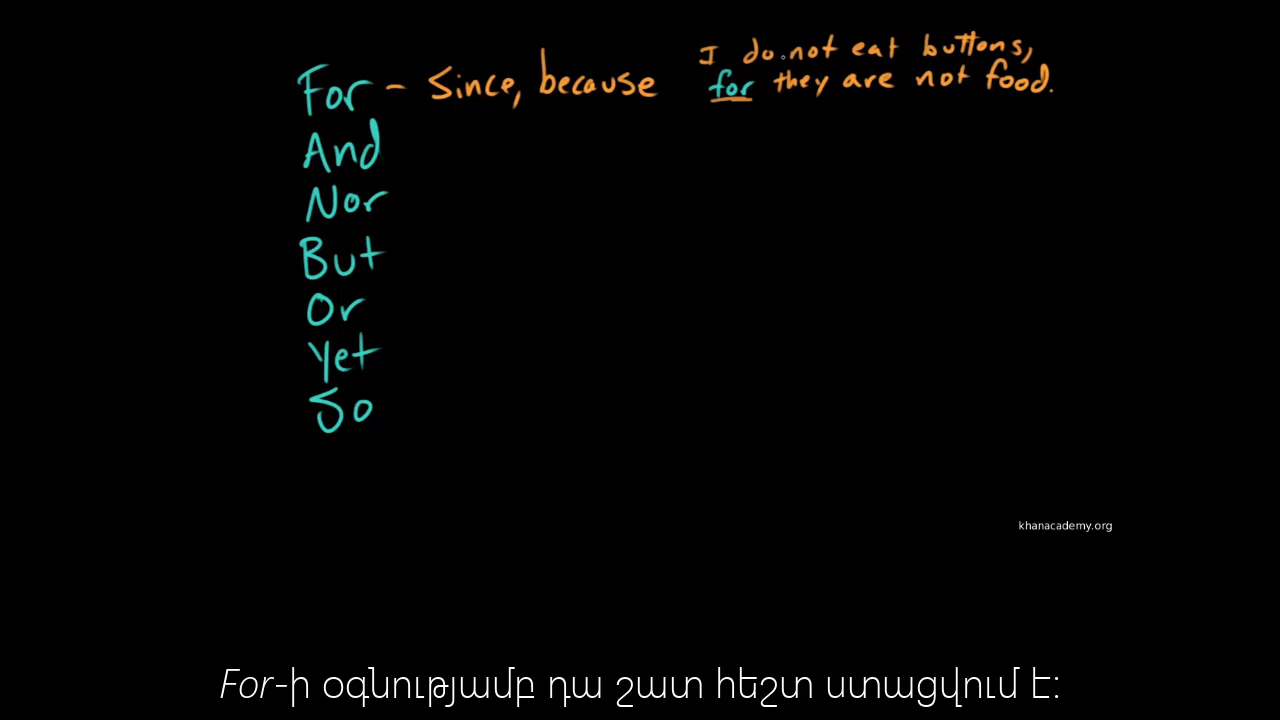 For - since, because
I do not eat buttons,
for they are not food.
And
Nor
But
Or
Yet
So
khanacademy.org
For-ի օգնությամբ դա շատ հեշտ ստացվում է: